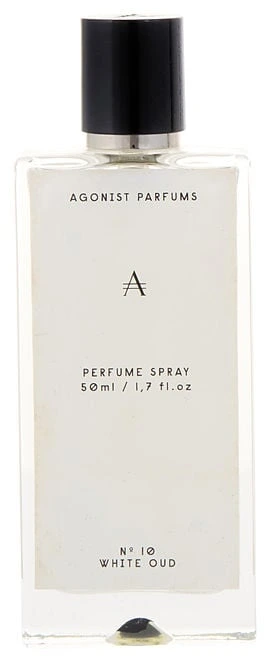 AGONIST PARFUMS
A
PERFUME SPRAY
50ml / 1,7 fl.oz
Nº 10
WHITE OUD